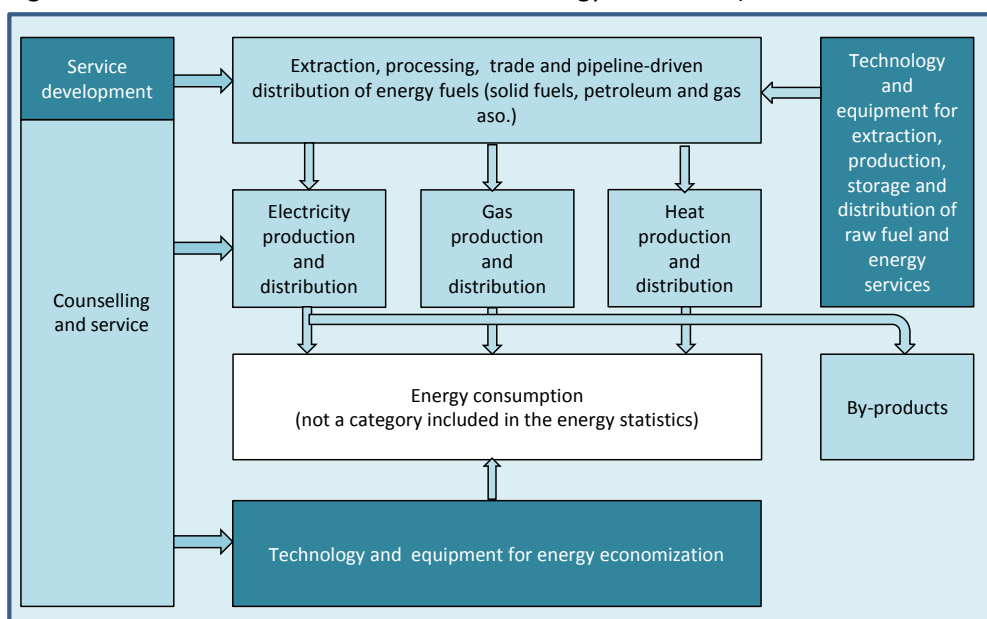 Service
development
Extraction, processing, trade and pipeline-driven
distribution of energy fuels (solid fuels, petroleum and gas
aso.)
Technology
and
equipment for
extraction,
production,
storage and
distribution of
raw fuel and
energy
services
Electricity
production
and
distribution
Gas
production
and
distribution
Heat
production
and
distribution
Counselling
and service
Energy consumption
(not a category included in the energy statistics)
By-products
Technology and equipment for energy economization